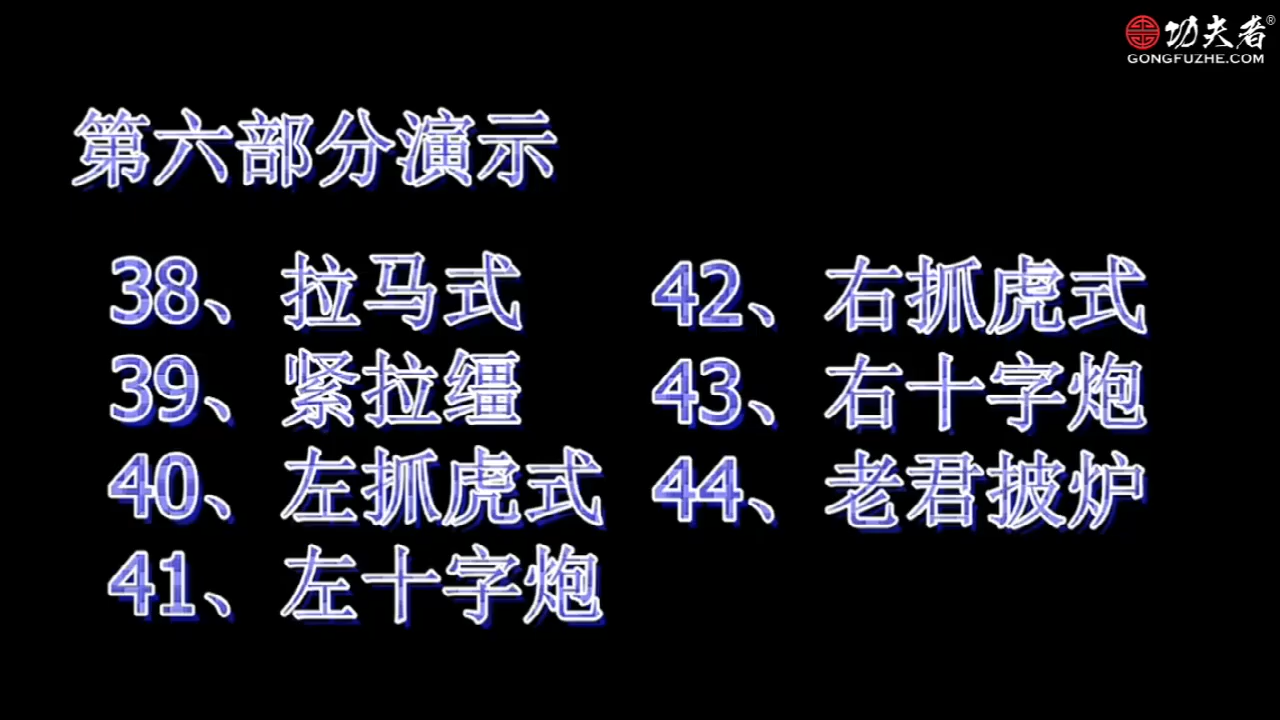 功夫者®
GONGFUZHE.COM
第六部分演示
38、拉马式
39、紧拉缰
40、左抓虎式
41、左十字炮
42、右抓虎式
43、右十字炮
44、老君披炉